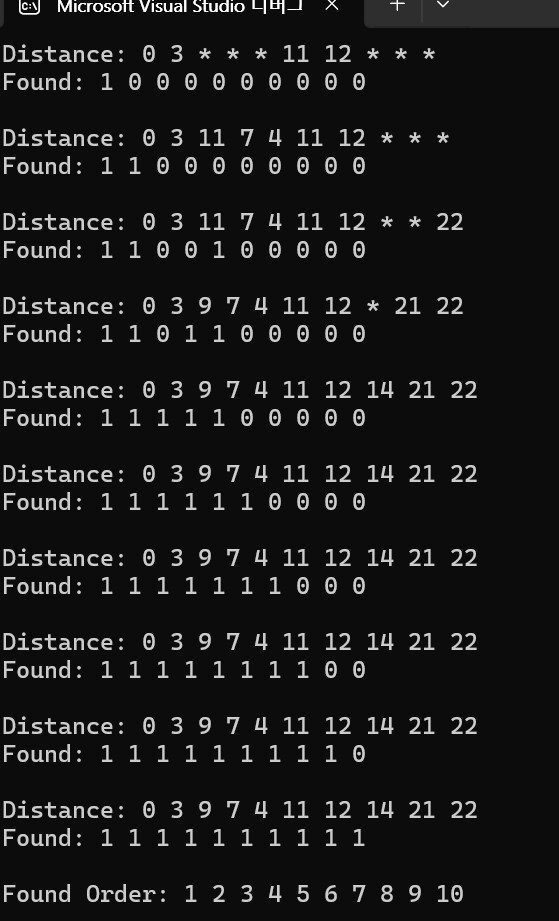 Microsoft Visual Studio 디버그
Distance: 0 3 * * * 11 12 * * *
Found: 1 0 0 0 0 0 0 0 0 0
Distance: 0 3 11 7 4 11 12 * * *
Found: 1 1 0 0 0 0 0 0 0 0
Distance: 0 3 11 7 4 11 12 * * 22
Found: 1 1 0 0 1 0 0 0 0 0
Distance: 0 3 9 7 4 11 12 * 21 22
Found: 1 1 0 1 1 0 0 0 0 0
Distance: 0 3 9 7 4 11 12 14 21 22
Found: 1 1 1 1 1 0 0 0 0 0
Distance: 0 3 9 7 4 11 12 14 21 22
Found: 1 1 1 1 1 1 0 0 0 0
Distance: 0 3 9 7 4 11 12 14 21 22
Found: 1 1 1 1 1 1 1 0 0 0
Distance: 0 3 9 7 4 11 12 14 21 22
Found: 1 1 1 1 1 1 1 1 0 0
Distance: 0 3 9 7 4 11 12 14 21 22
Found: 1 1 1 1 1 1 1 1 1 0
Distance: 0 3 9 7 4 11 12 14 21 22
Found: 1 1 1 1 1 1 1 1 1 1
Found Order: 1 2 3 4 5 6 7 8 9 10